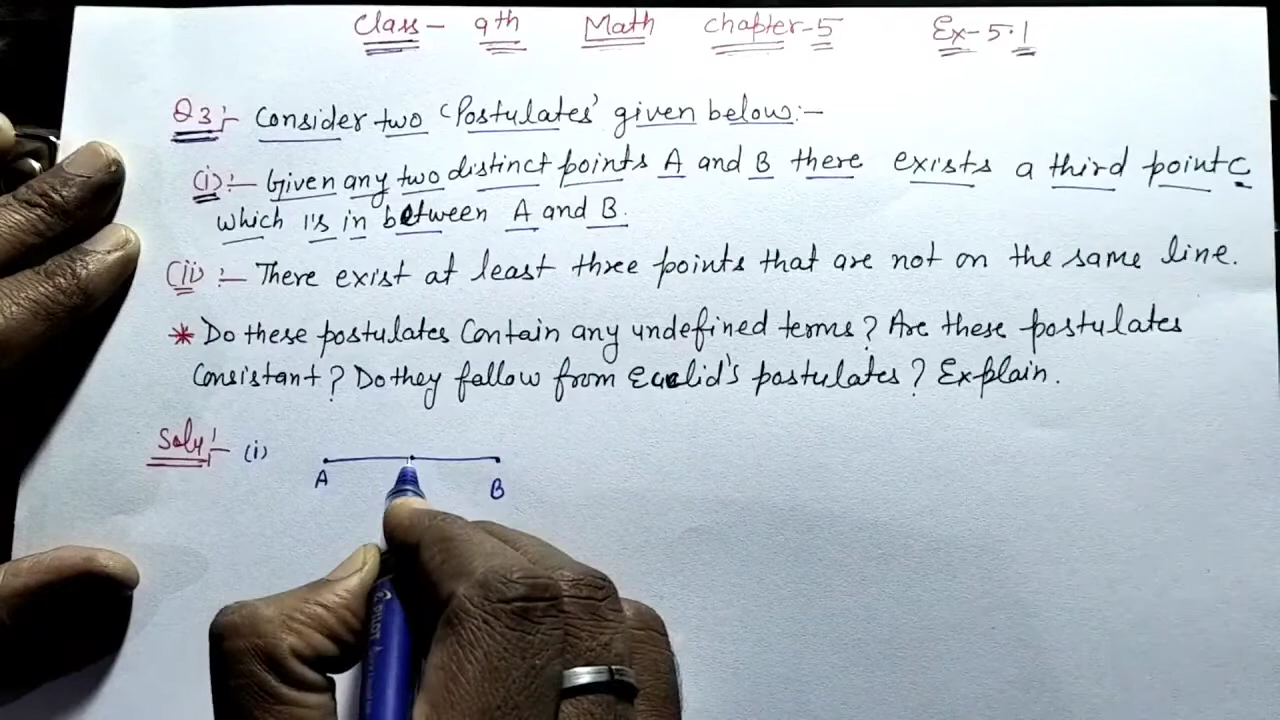 Class- 9th Math chapter-5 Ex-5.1
Q3:- Consider two 'Postulates' given below:-
(i):- Given any two distinct points A and B there exists a third point C
which is in between A and B.
(ii):- There exist at least three points that are not on the same line.
* Do these postulates Contain any undefined terms? Are these postulates
Consistant? Do they fallow from Euclid's postulates? Explain.
Soln:- (i)
A B
PILOT